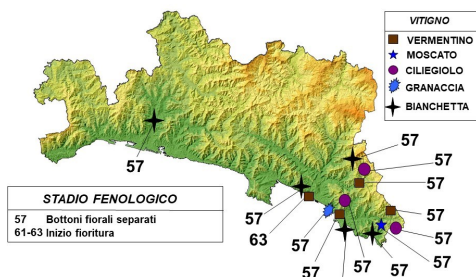 VITIGNO
VERMENTINO
MOSCATO
CILIEGIOLO
GRANACCIA
BIANCHETTA
57
57
57
57
57
63
57
57
57
57
57
57
STADIO FENOLOGICO
57 Bottoni fiorali separati
61-63 Inizio fioritura